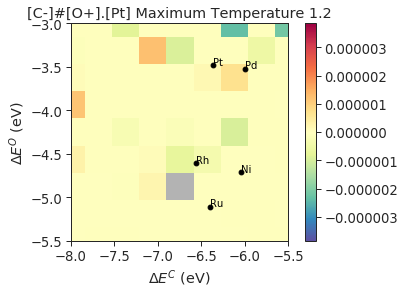 [C-]#[O+].[Pt] Maximum Temperature 1.2
−3.0
−3.5
−4.0
−4.5
−5.0
−5.5
ΔE^O (eV)
Pt
Pd
Rh
Ni
Ru
−8.0 −7.5 −7.0 −6.5 −6.0 −5.5
ΔE^C (eV)
0.000003
0.000002
0.000001
0.000000
−0.000001
−0.000002
−0.000003